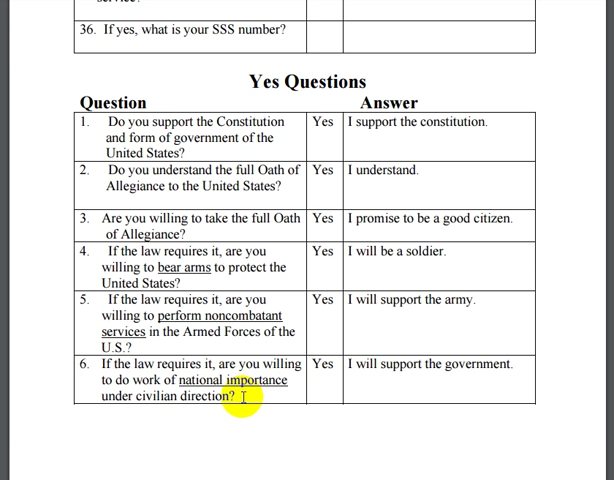 36. If yes, what is your SSS number?
Yes Questions
Question Answer
1. Do you support the Constitution Yes I support the constitution.
and form of government of the
United States?
2. Do you understand the full Oath of Yes I understand.
Allegiance to the United States?
3. Are you willing to take the full Oath Yes I promise to be a good citizen.
of Allegiance?
4. If the law requires it, are you Yes I will be a soldier.
willing to bear arms to protect the
United States?
5. If the law requires it, are you Yes I will support the army.
willing to perform noncombatant
services in the Armed Forces of the
U.S.?
6. If the law requires it, are you willing Yes I will support the government.
to do work of national importance
under civilian direction?